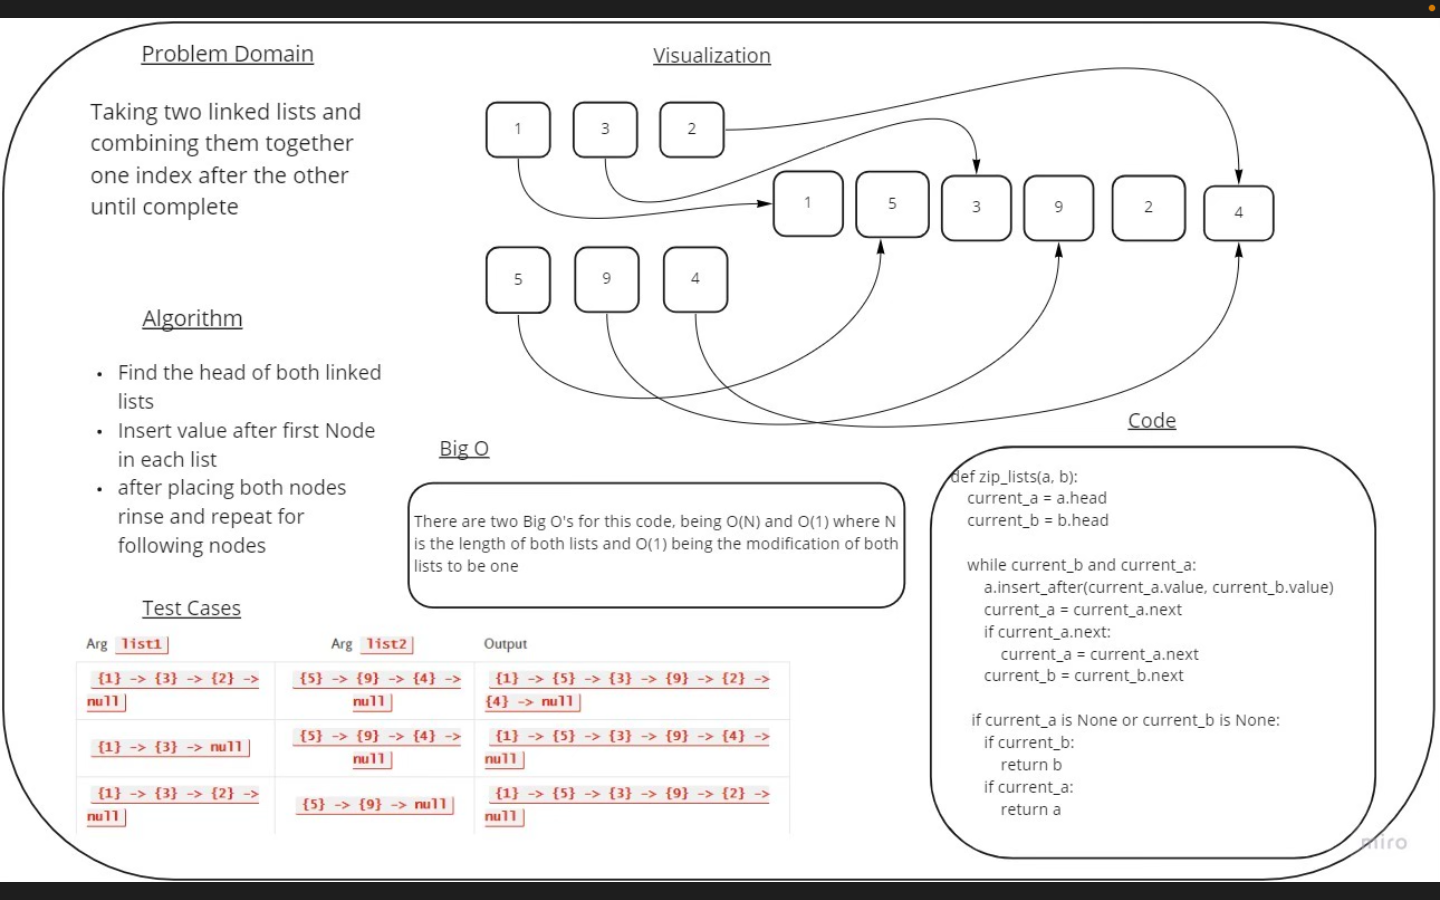 Problem Domain
Taking two linked lists and
combining them together
one index after the other
until complete
Visualization
1
3
2
1
5
3
9
2
4
5
9
4
Algorithm
• Find the head of both linked
lists
• Insert value after first Node
in each list
• after placing both nodes
rinse and repeat for
following nodes
Big O
There are two Big O's for this code, being O(N) and O(1) where N
is the length of both lists and O(1) being the modification of both
lists to be one
Test Cases
Arg list1 Arg list2 Output
{1} -> {3} -> {2} ->
null
{5} -> {9} -> {4} ->
null
{1} -> {5} -> {3} -> {9} -> {2} ->
{4} -> null
{1} -> {3} -> null
{5} -> {9} -> {4} ->
null
{1} -> {5} -> {3} -> {9} -> {4} ->
null
{1} -> {3} -> {2} ->
null
{5} -> {9} -> null
{1} -> {5} -> {3} -> {9} -> {2} ->
null
Code
def zip_lists(a, b):
current_a = a.head
current_b = b.head
while current_b and current_a:
a.insert_after(current_a.value, current_b.value)
current_a = current_a.next
if current_a.next:
current_a = current_a.next
current_b = current_b.next
if current_a is None or current_b is None:
if current_b:
return b
if current_a:
return a
miro